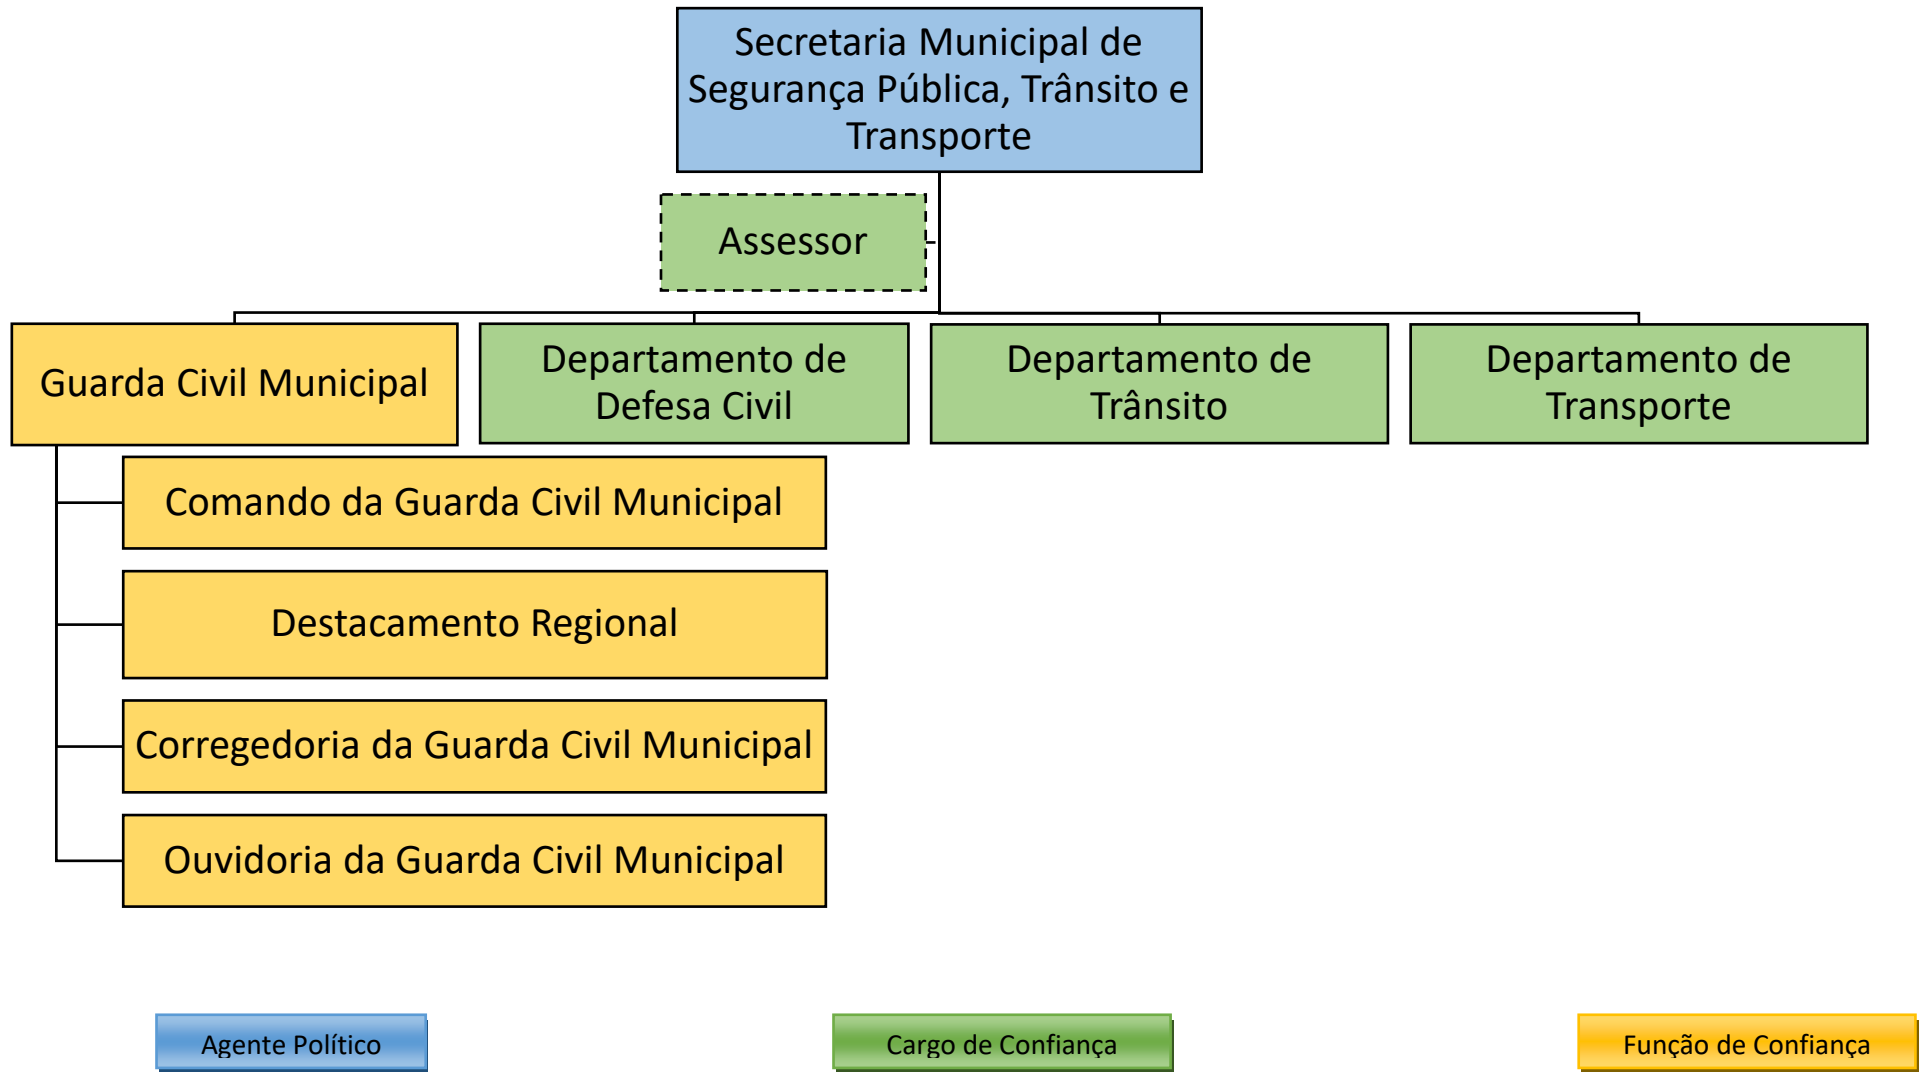 Secretaria Municipal de
Segurança Pública, Trânsito e
Transporte
Assessor
Guarda Civil Municipal
Departamento de
Defesa Civil
Departamento de
Trânsito
Departamento de
Transporte
Comando da Guarda Civil Municipal
Destacamento Regional
Corregedoria da Guarda Civil Municipal
Ouvidoria da Guarda Civil Municipal
Agente Político
Cargo de Confiança
Função de Confiança